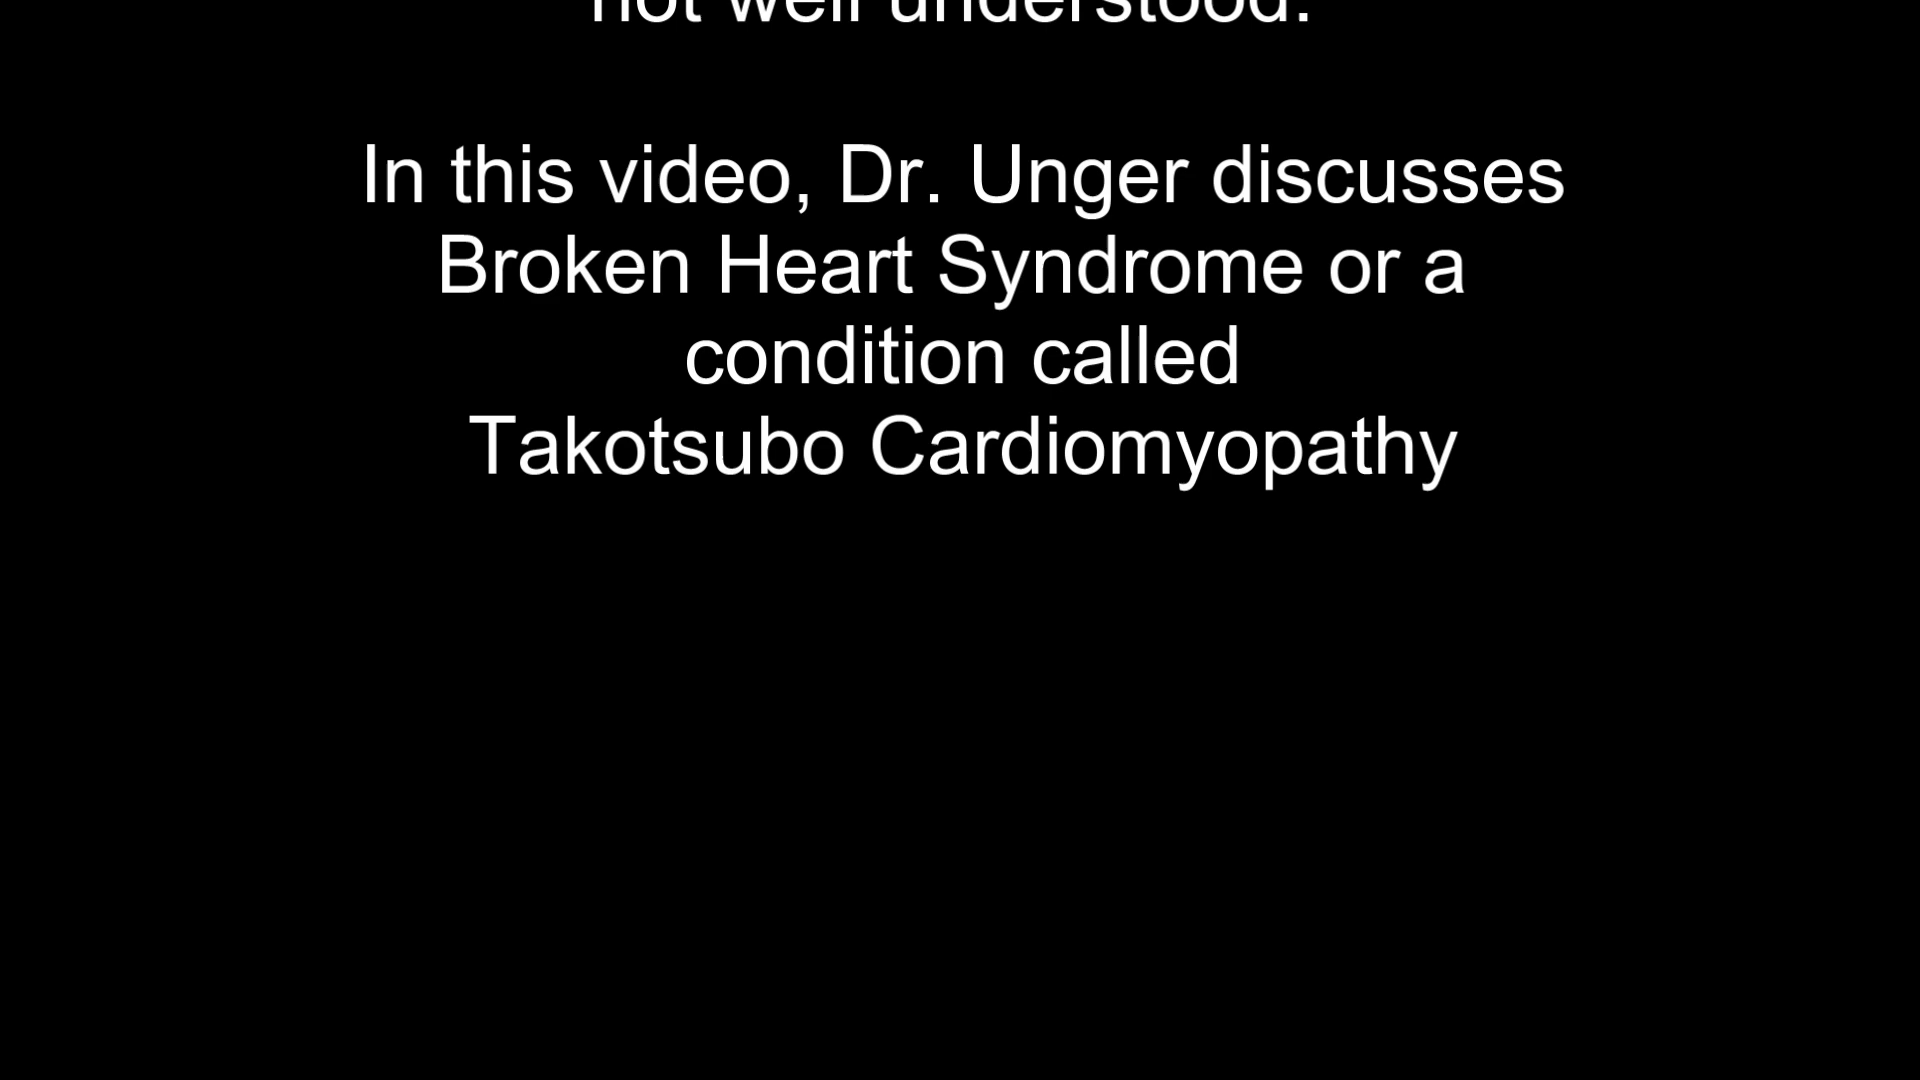 not well understood.
In this video, Dr. Unger discusses
Broken Heart Syndrome or a
condition called
Takotsubo Cardiomyopathy